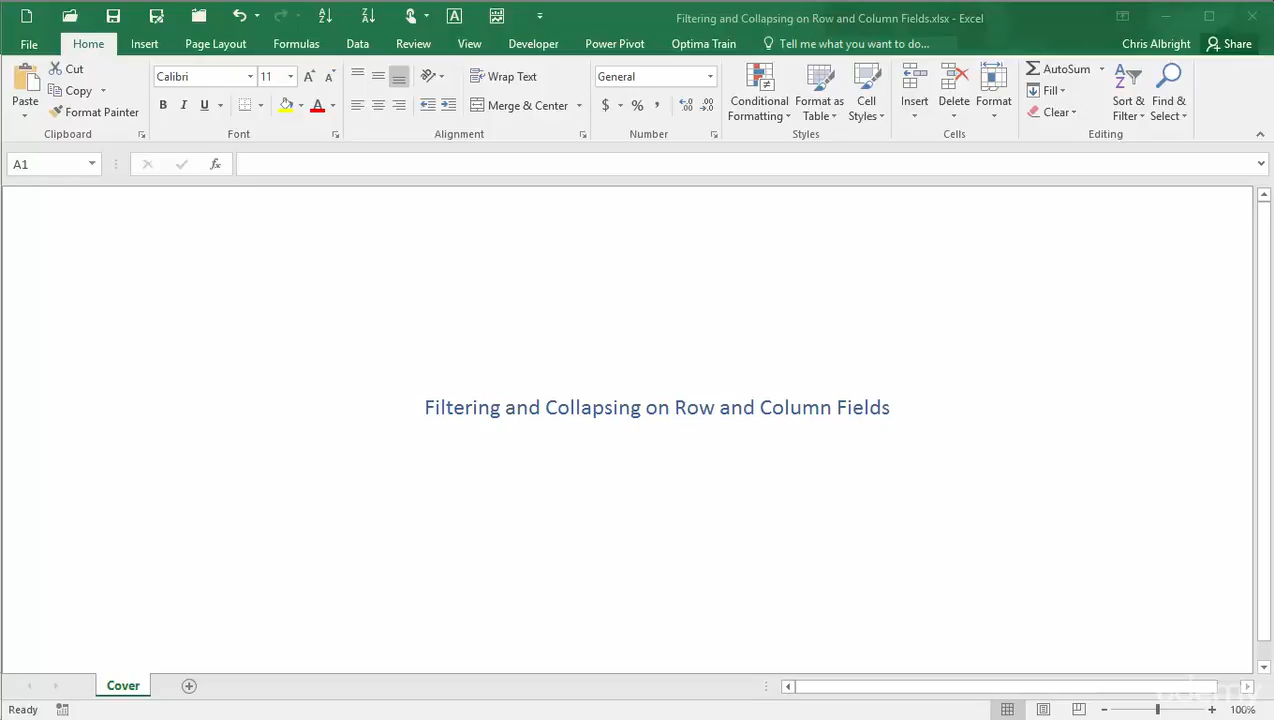 Filtering and Collapsing on Row and Column Fields.xlsx - Excel
File Home Insert Page Layout Formulas Data Review View Developer Power Pivot Optima Train Tell me what you want to do... Chris Albright Share
Paste
Cut
Copy
Format Painter
Clipboard
Calibri 11
B I U A
Font
Wrap Text
Merge & Center
Alignment
General
$ % ,
Number
Conditional Formatting
Format as Table
Cell Styles
Styles
Insert Delete Format
Cells
AutoSum
Fill
Clear
Sort & Filter
Find & Select
Editing
A1 fx
Filtering and Collapsing on Row and Column Fields
Cover
udemy
Ready 100%